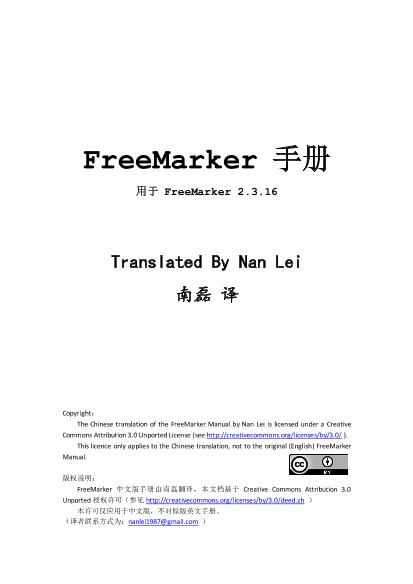 FreeMarker 手册
用于 FreeMarker 2.3.16
Translated By Nan Lei
南磊 译
Copyright：
The Chinese translation of the FreeMarker Manual by Nan Lei is licensed under a Creative
Commons Attribution 3.0 Unported License (see http://creativecommons.org/licenses/by/3.0/ ).
This licence only applies to the Chinese translation, not to the original (English) FreeMarker
Manual.
cc BY
版权说明：
FreeMarker 中文版手册由南磊翻译，本文档基于 Creative Commons Attribution 3.0
Unported 授权许可（参见 http://creativecommons.org/licenses/by/3.0/deed.zh ）
本许可仅应用于中文版，不对原版英文手册。
（译者联系方式为：nanlei1987@gmail.com ）